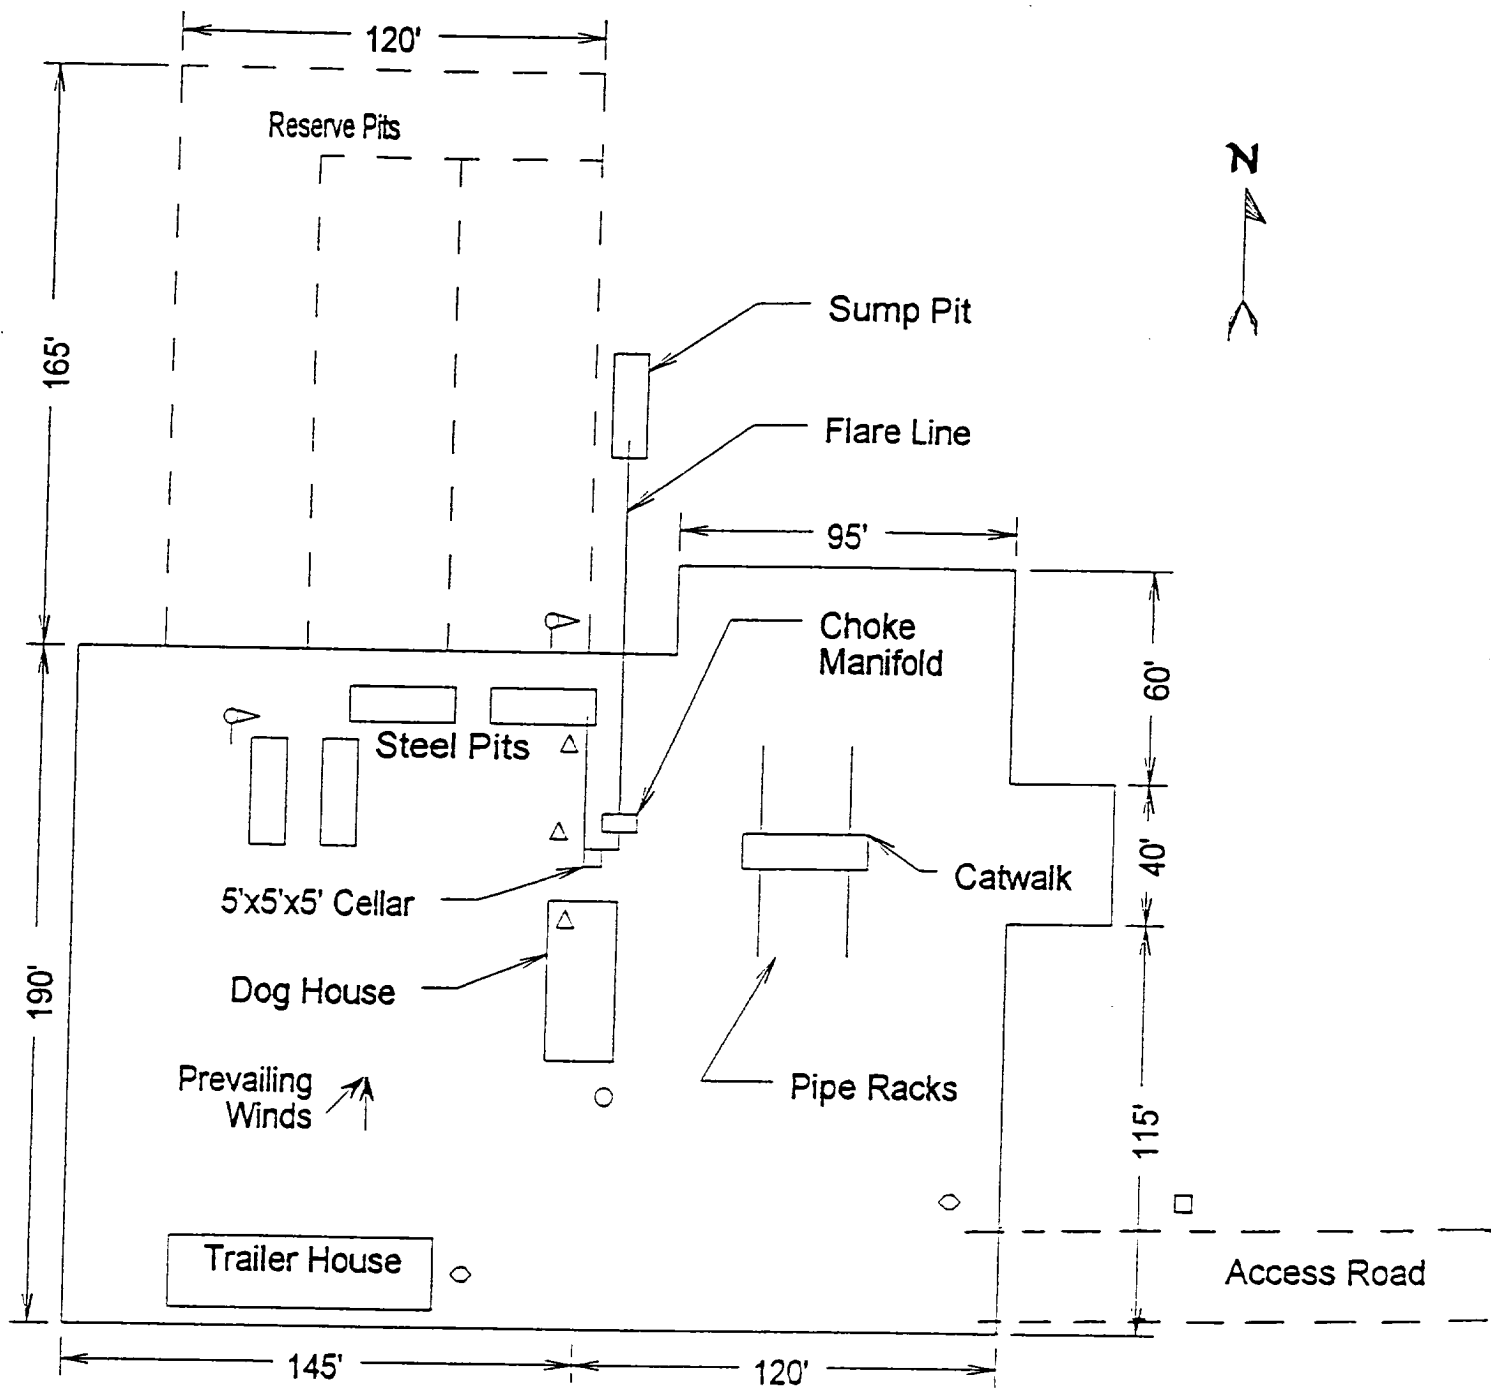 120'
Reserve Pits
N
Sump Pit
165'
Flare Line
95'
Choke
Manifold
60'
Steel Pits
40'
Catwalk
5'x5'x5' Cellar
190'
Dog House
Prevailing
Winds
Pipe Racks
115'
Trailer House
Access Road
145'
120'